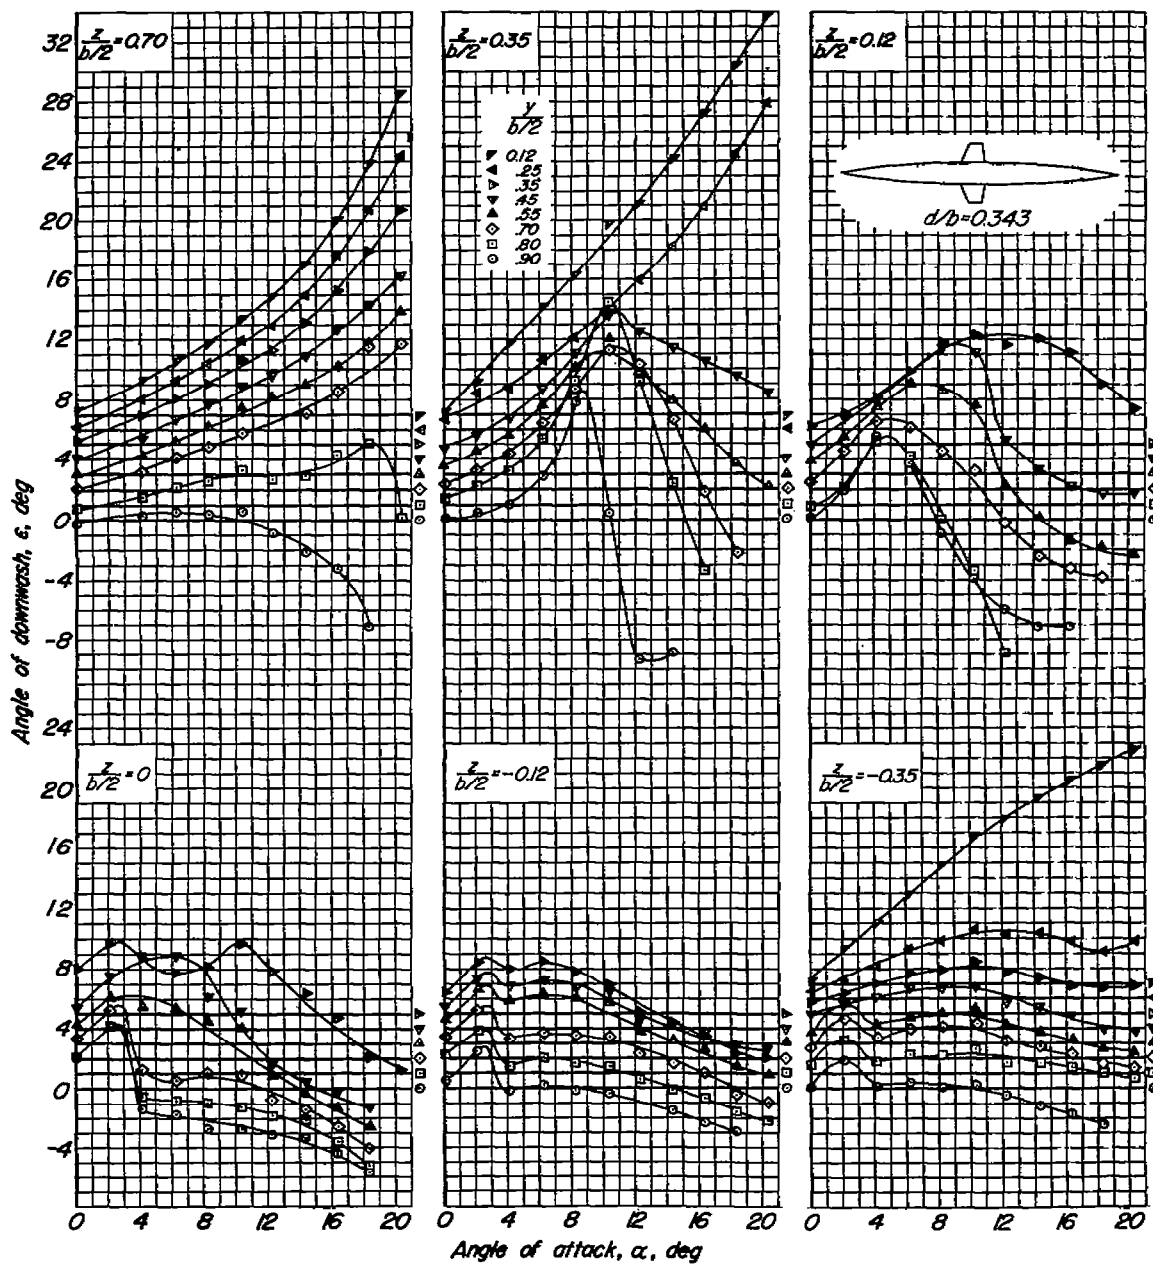 z/b/2 = 0.70
z/b/2 = 0.35
z/b/2 = 0.12
32
28
24
20
16
12
8
4
0
-4
-8
y/b/2
0.12
.25
.35
.45
.55
.70
.80
.90
d/b=0.343
Angle of downwash, ε, deg
z/b/2 = 0
z/b/2 = -0.12
z/b/2 = -0.35
24
20
16
12
8
4
0
-4
0 4 8 12 16 20 0 4 8 12 16 20 0 4 8 12 16 20
Angle of attack, α, deg